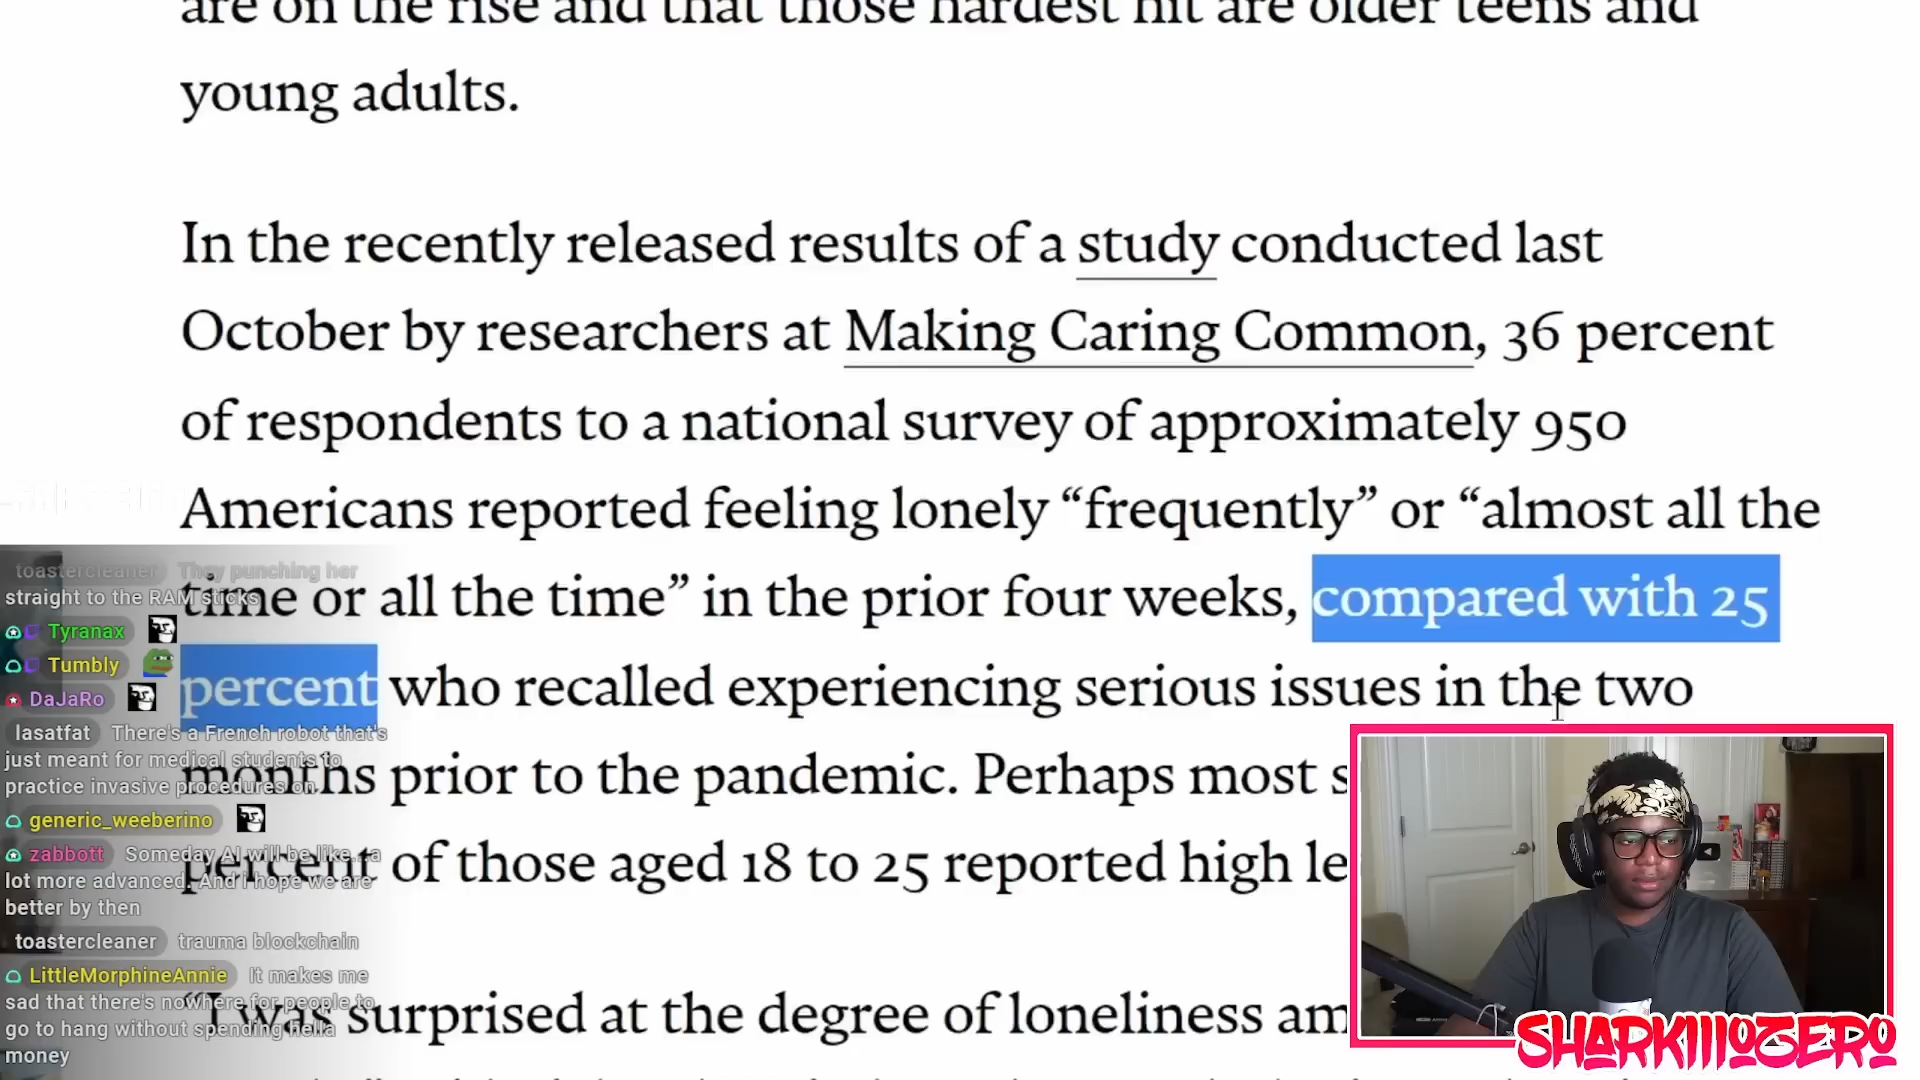 are on the rise and that those hardest hit are older teens and
young adults.
In the recently released results of a study conducted last
October by researchers at Making Caring Common, 36 percent
of respondents to a national survey of approximately 950
Americans reported feeling lonely “frequently” or “almost all the
time or all the time” in the prior four weeks, compared with 25
percent who recalled experiencing serious issues in the two
months prior to the pandemic. Perhaps most s
percent of those aged 18 to 25 reported high le
“I was surprised at the degree of loneliness am
toastercleaner They punching her
straight to the RAM sticks
Tyranax
Tumbly
DaJaRo
lasatfat There's a French robot that's
just meant for medical students to
practice invasive procedures on
generic_weeberino
zabbott Someday AI will be like.. a
lot more advanced. And i hope we are
better by then
toastercleaner trauma blockchain
LittleMorphineAnnie It makes me
sad that there's nowhere for people to
go to hang without spending hella
money
SHARKIIIOZERO